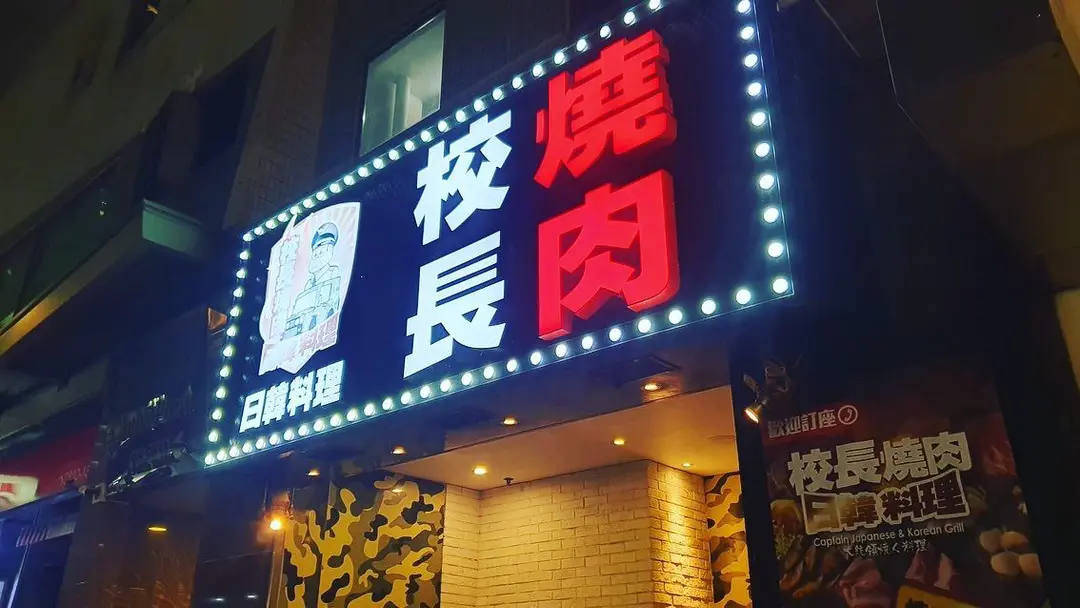 燒肉
校長
日韓料理
歡迎訂座
校長燒肉
日韓料理
Captain Japanese & Korean Grill